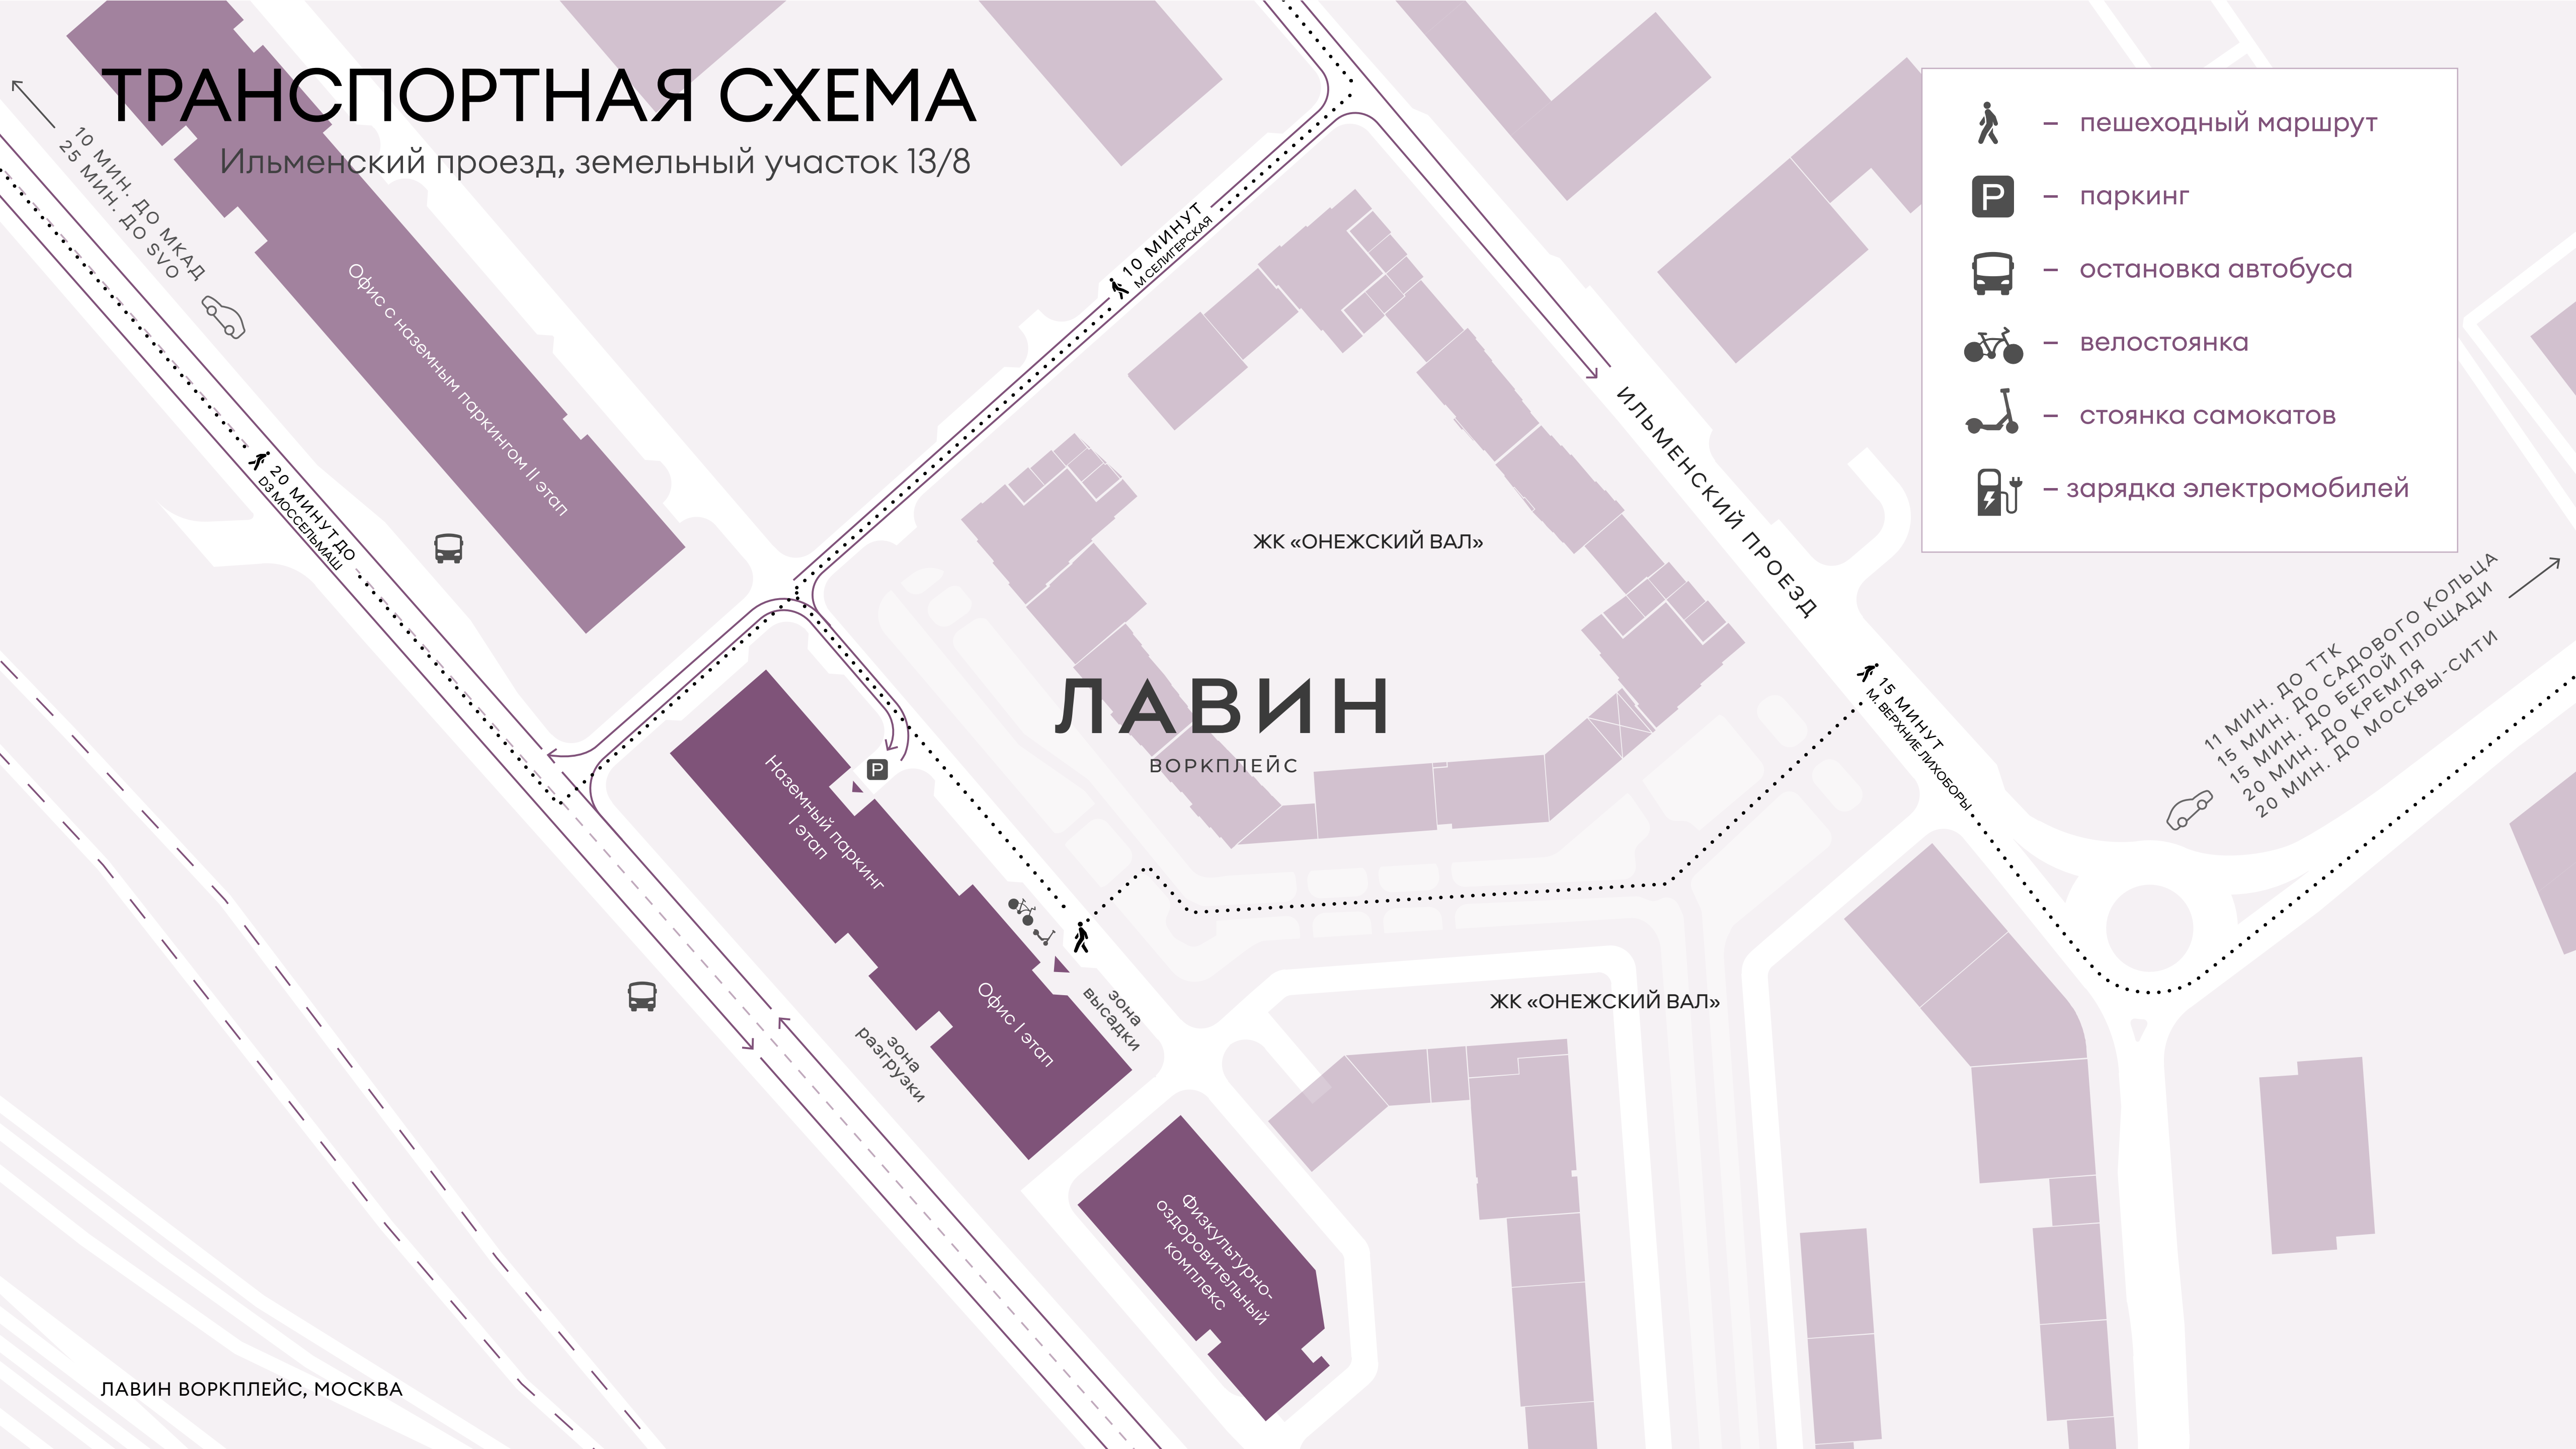 ТРАНСПОРТНАЯ СХЕМА
Ильменский проезд, земельный участок 13/8
10 МИН. ДО МКАД
25 МИН. ДО SVO
Офис с наземным паркингом II этап
20 МИНУТ ДО
D3 МОССЕЛЬМАШ
10 МИНУТ
М СЕЛИГЕРСКАЯ
ИЛЬМЕНСКИЙ ПРОЕЗД
P
– пешеходный маршрут
P – паркинг
– остановка автобуса
– велостоянка
– стоянка самокатов
– зарядка электромобилей
ЖК «ОНЕЖСКИЙ ВАЛ»
ЛАВИН
ВОРКПЛЕЙС
15 МИНУТ
М. ВЕРХНИЕ ЛИХОБОРЫ
11 МИН. ДО ТТК
15 МИН. ДО САДОВОГО КОЛЬЦА
15 МИН. ДО БЕЛОЙ ПЛОЩАДИ
20 МИН. ДО КРЕМЛЯ
20 МИН. ДО МОСКВЫ-СИТИ
Наземный паркинг
I этап
Офис I этап
зона
высадки
зона
разгрузки
ЖК «ОНЕЖСКИЙ ВАЛ»
Физкультурно-
оздоровительный
комплекс
ЛАВИН ВОРКПЛЕЙС, МОСКВА